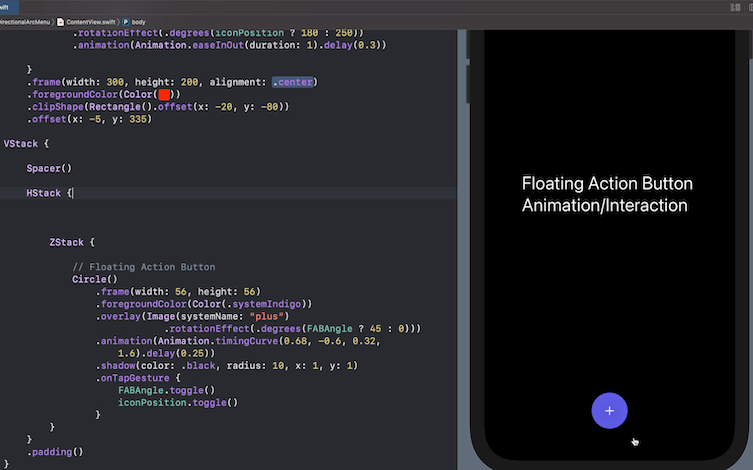 wift
DirectionalArcMenu > ContentView.swift > P body
.rotationEffect(.degrees(iconPosition ? 180 : 250))
.animation(Animation.easeInOut(duration: 1).delay(0.3))
}
.frame(width: 300, height: 200, alignment: .center)
.foregroundColor(Color())
.clipShape(Rectangle().offset(x: -20, y: -80))
.offset(x: -5, y: 335)
VStack {
Spacer()
HStack {
ZStack {
// Floating Action Button
Circle()
.frame(width: 56, height: 56)
.foregroundColor(Color(.systemIndigo))
.overlay(Image(systemName: "plus")
.rotationEffect(.degrees(FABAngle ? 45 : 0)))
.animation(Animation.timingCurve(0.68, -0.6, 0.32,
1.6).delay(0.25))
.shadow(color: .black, radius: 10, x: 1, y: 1)
.onTapGesture {
FABAngle.toggle()
iconPosition.toggle()
}
}
}
.padding()
}
Floating Action Button
Animation/Interaction
+